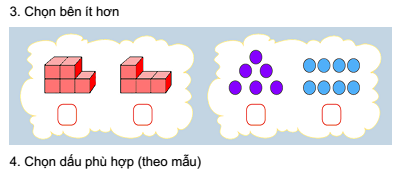 3. Chọn bên ít hơn
4. Chọn dấu phù hợp (theo mẫu)